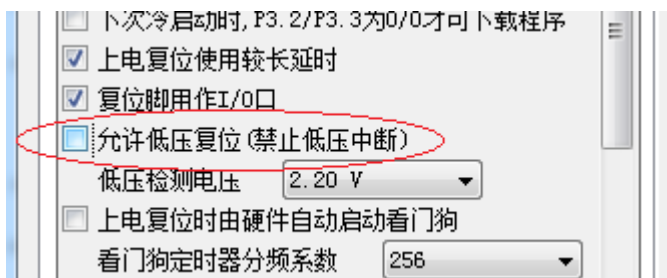 下次冷启动时, P3.2/P3.3为0/0才可下载程序
上电复位使用较长延时
复位脚用作I/O口
允许低压复位(禁止低压中断)
低压检测电压 2.20 V
上电复位时由硬件自动启动看门狗
看门狗定时器分频系数 256